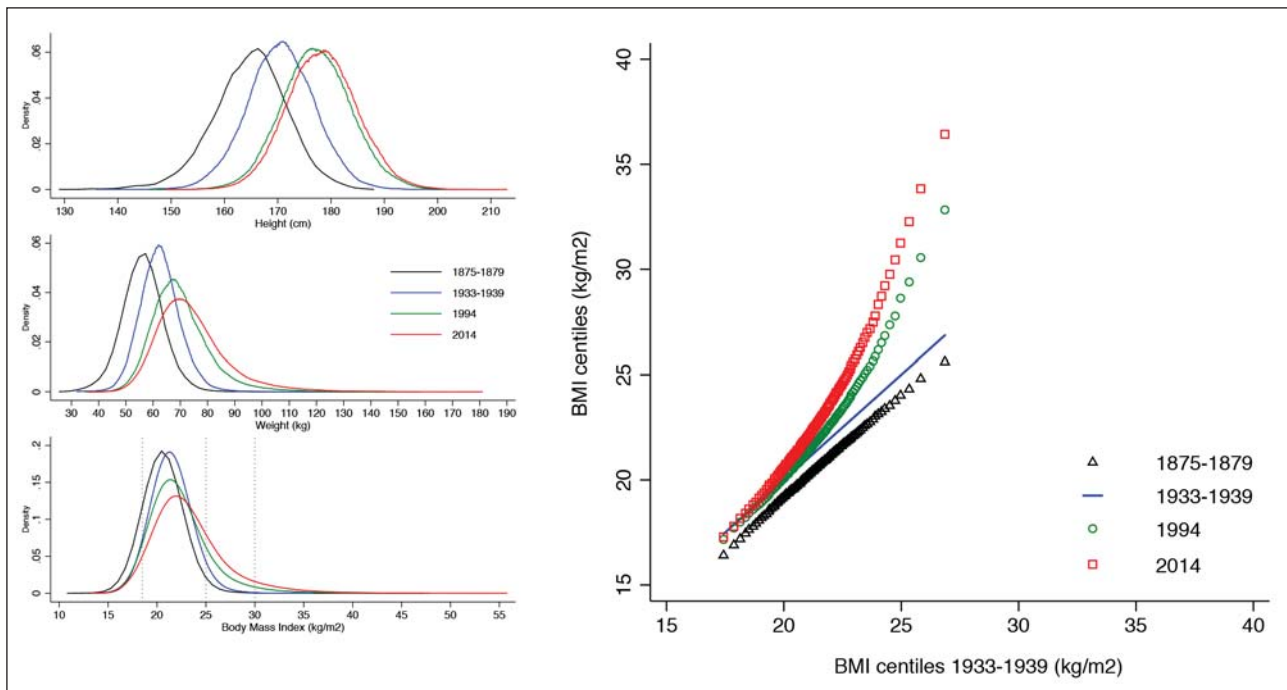 .06
.04
.02
0
Density
130 140 150 160 170 180 190 200 210
Height (cm)
.06
.04
.02
0
Density
30 40 50 60 70 80 90 100 110 120 130 140 150 160 170 180 190
Weight (kg)
1875-1879
1933-1939
1994
2014
.2
.15
.1
.05
0
Density
10 15 20 25 30 35 40 45 50 55
Body Mass Index (kg/m2)
40
35
30
25
20
15
BMI centiles (kg/m2)
1875-1879
1933-1939
1994
2014
15 20 25 30 35 40
BMI centiles 1933-1939 (kg/m2)